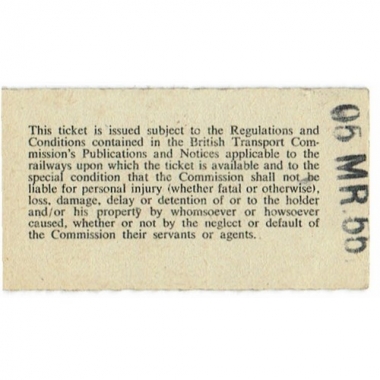 This ticket is issued subject to the Regulations and
Conditions contained in the British Transport Com-
mission's Publications and Notices applicable to the
railways upon which the ticket is available and to the
special condition that the Commission shall not be
liable for personal injury (whether fatal or otherwise),
loss, damage, delay or detention of or to the holder
and/or his property by whomsoever or howsoever
caused, whether or not by the neglect or default of
the Commission their servants or agents.
05 MR.